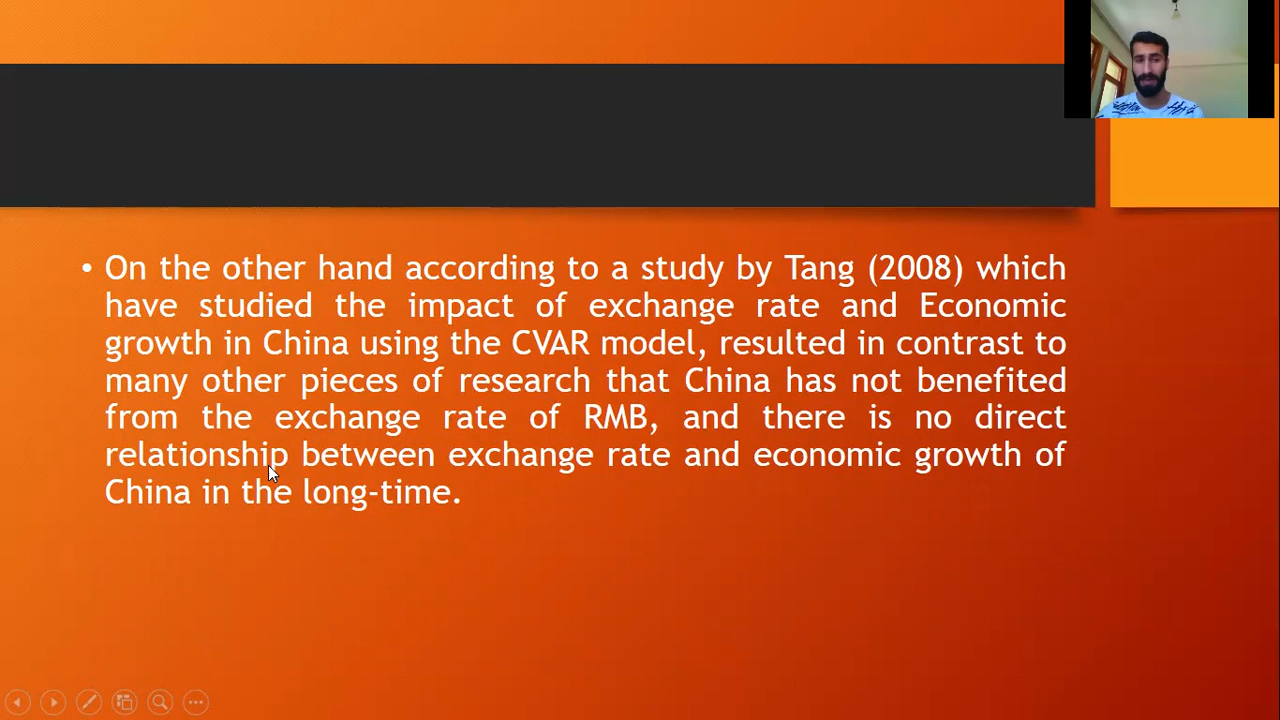 • On the other hand according to a study by Tang (2008) which
have studied the impact of exchange rate and Economic
growth in China using the CVAR model, resulted in contrast to
many other pieces of research that China has not benefited
from the exchange rate of RMB, and there is no direct
relationship between exchange rate and economic growth of
China in the long-time.